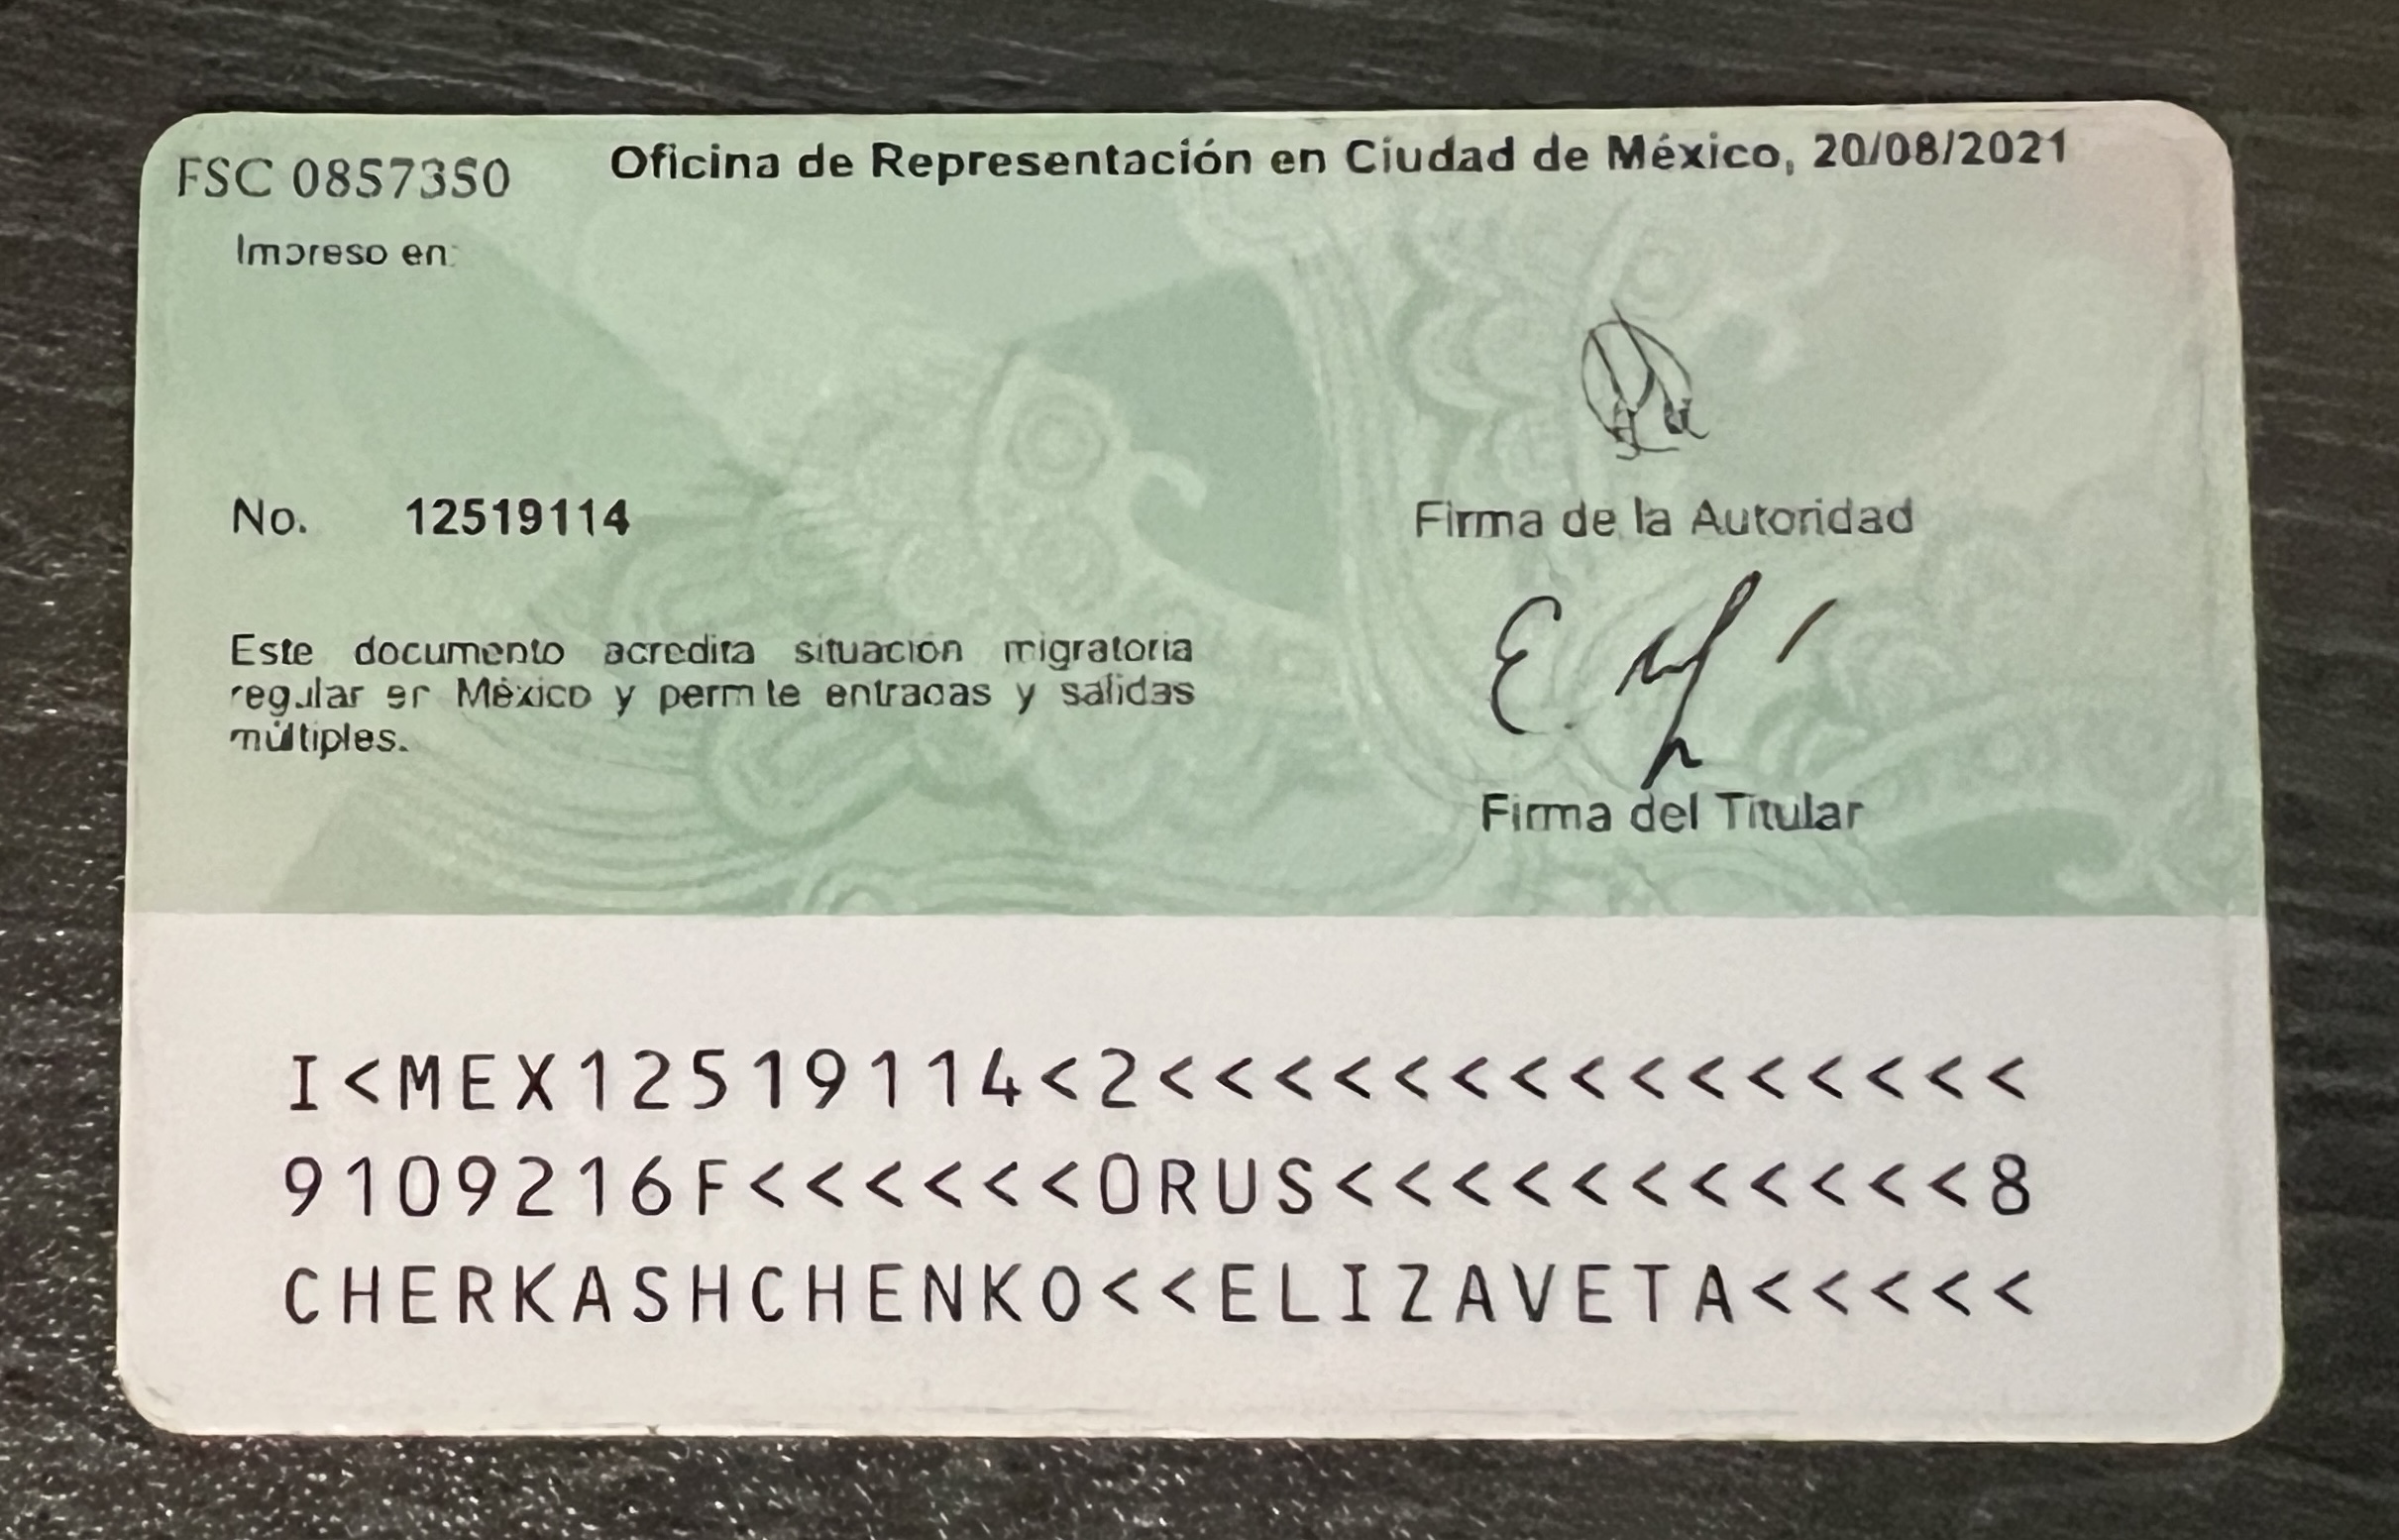 FSC 0857350
Oficina de Representación en Ciudad de México, 20/08/2021
Impreso en:
No. 12519114
Firma de la Autoridad
Este documento acredita situación migratoria
regular en México y permite entradas y salidas
múltiples.
Firma del Titular
I<MEX12519114<2<<<<<<<<<<<<<<<
9109216F<<<<<<0RUS<<<<<<<<<<<8
CHERKASHCHENKO<<ELIZAVETA<<<<<